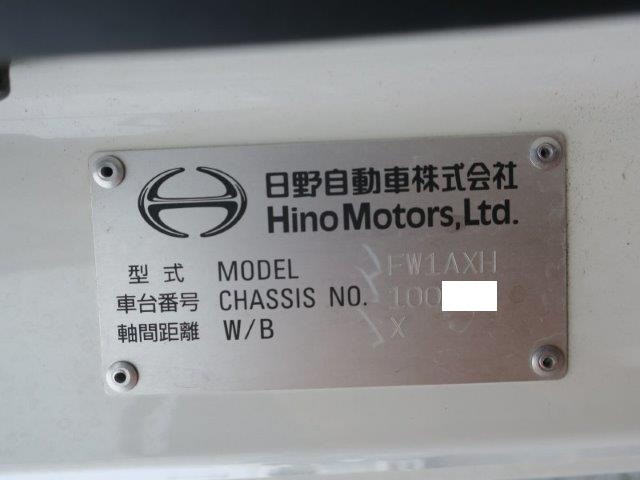 日野自動車株式会社
Hino Motors, Ltd.
型式 MODEL FW1AXH
車台番号 CHASSIS NO. 100
軸間距離 W/B X